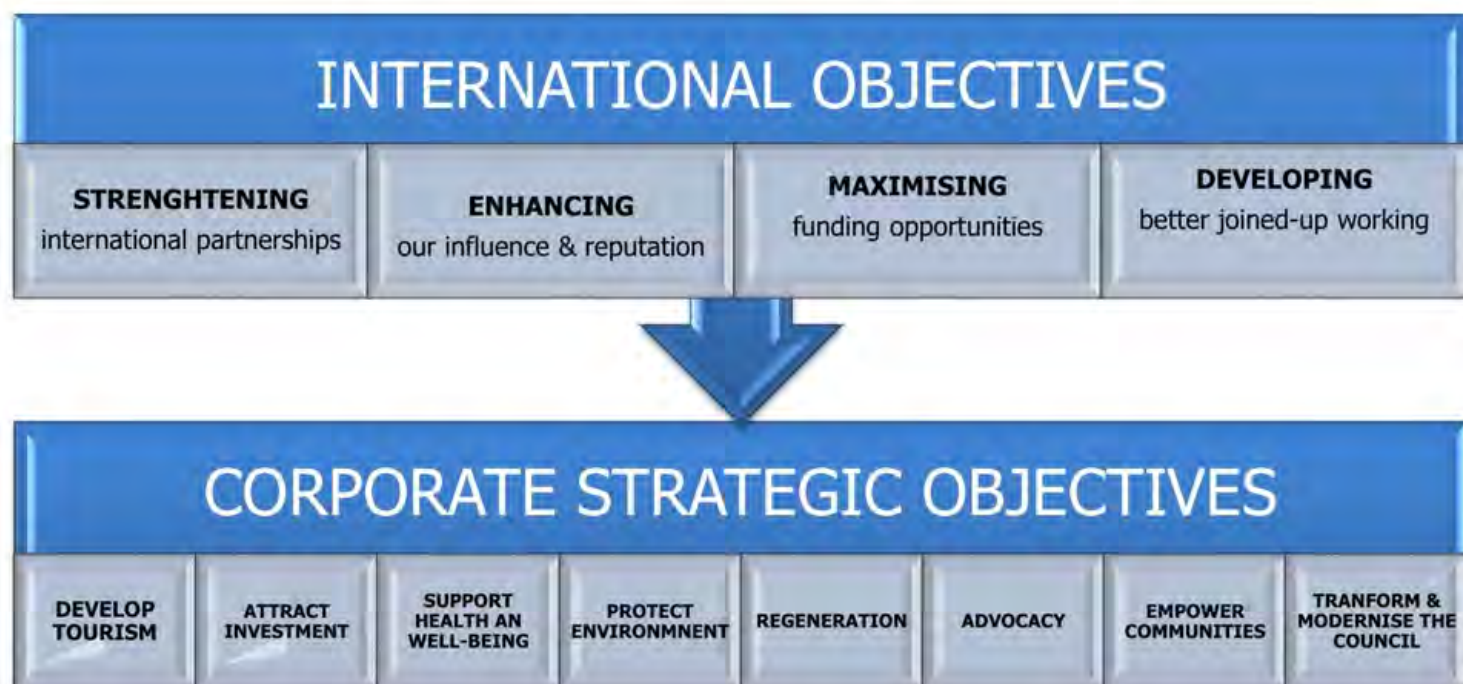 INTERNATIONAL OBJECTIVES
STRENGHTENING
international partnerships
ENHANCING
our influence & reputation
MAXIMISING
funding opportunities
DEVELOPING
better joined-up working
CORPORATE STRATEGIC OBJECTIVES
DEVELOP
TOURISM
ATTRACT
INVESTMENT
SUPPORT
HEALTH AN
WELL-BEING
PROTECT
ENVIRONMNENT
REGENERATION
ADVOCACY
EMPOWER
COMMUNITIES
TRANFORM &
MODERNISE THE
COUNCIL